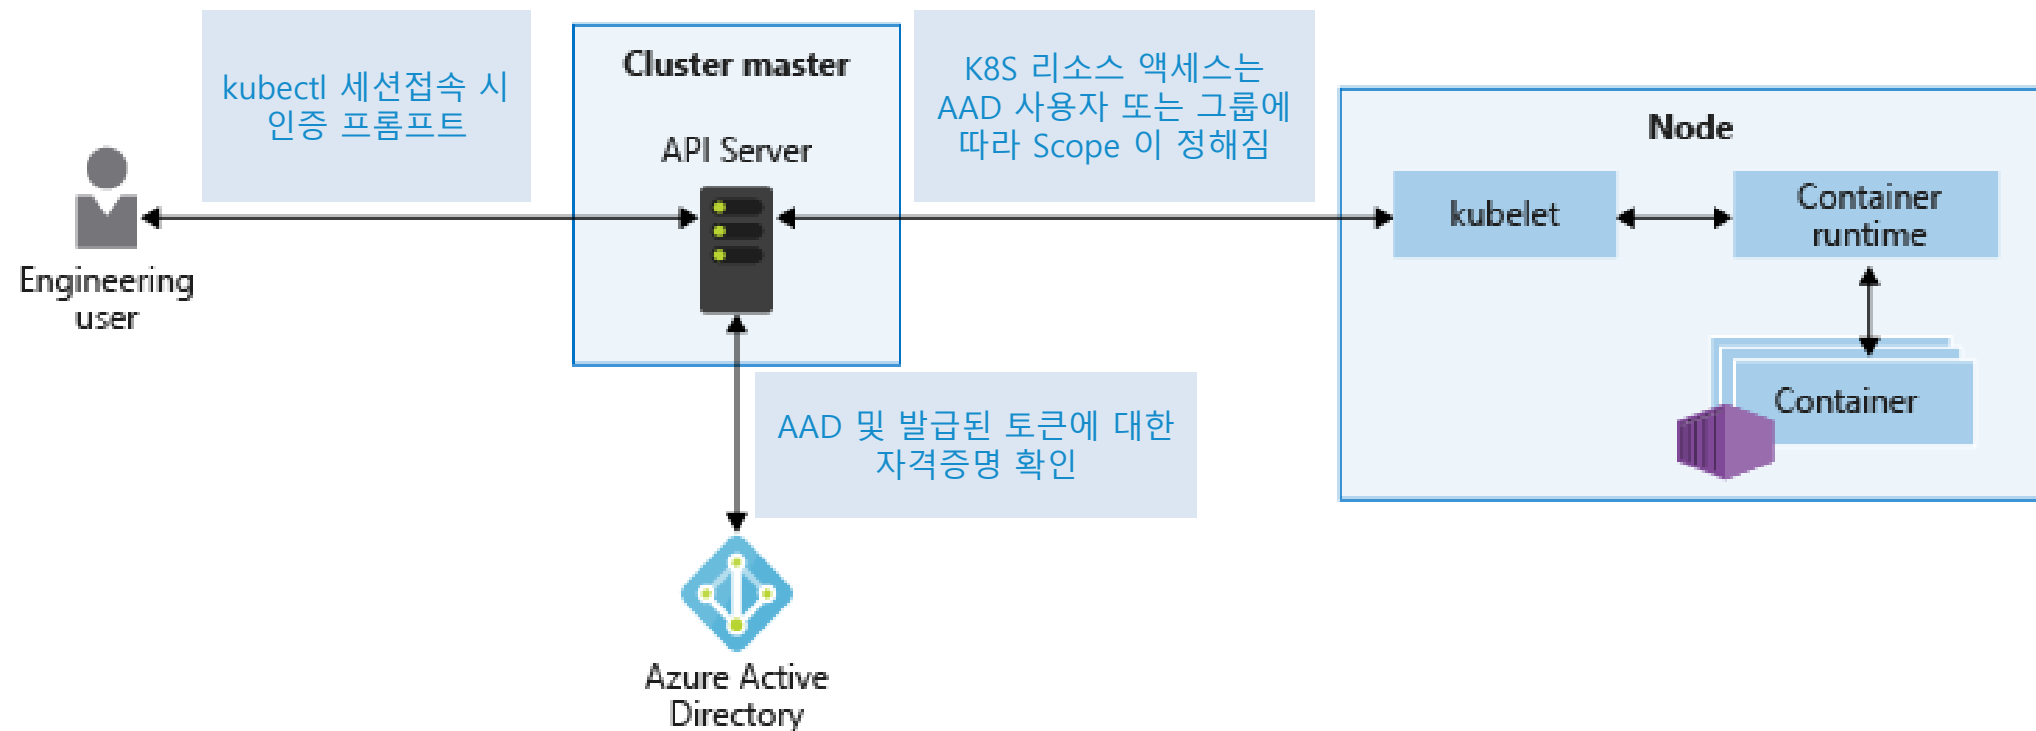 kubectl 세션접속 시
인증 프롬프트
Cluster master
API Server
K8S 리소스 액세스는
AAD 사용자 또는 그룹에
따라 Scope 이 정해짐
Node
kubelet
Container
runtime
Container
Engineering
user
AAD 및 발급된 토큰에 대한
자격증명 확인
Azure Active
Directory